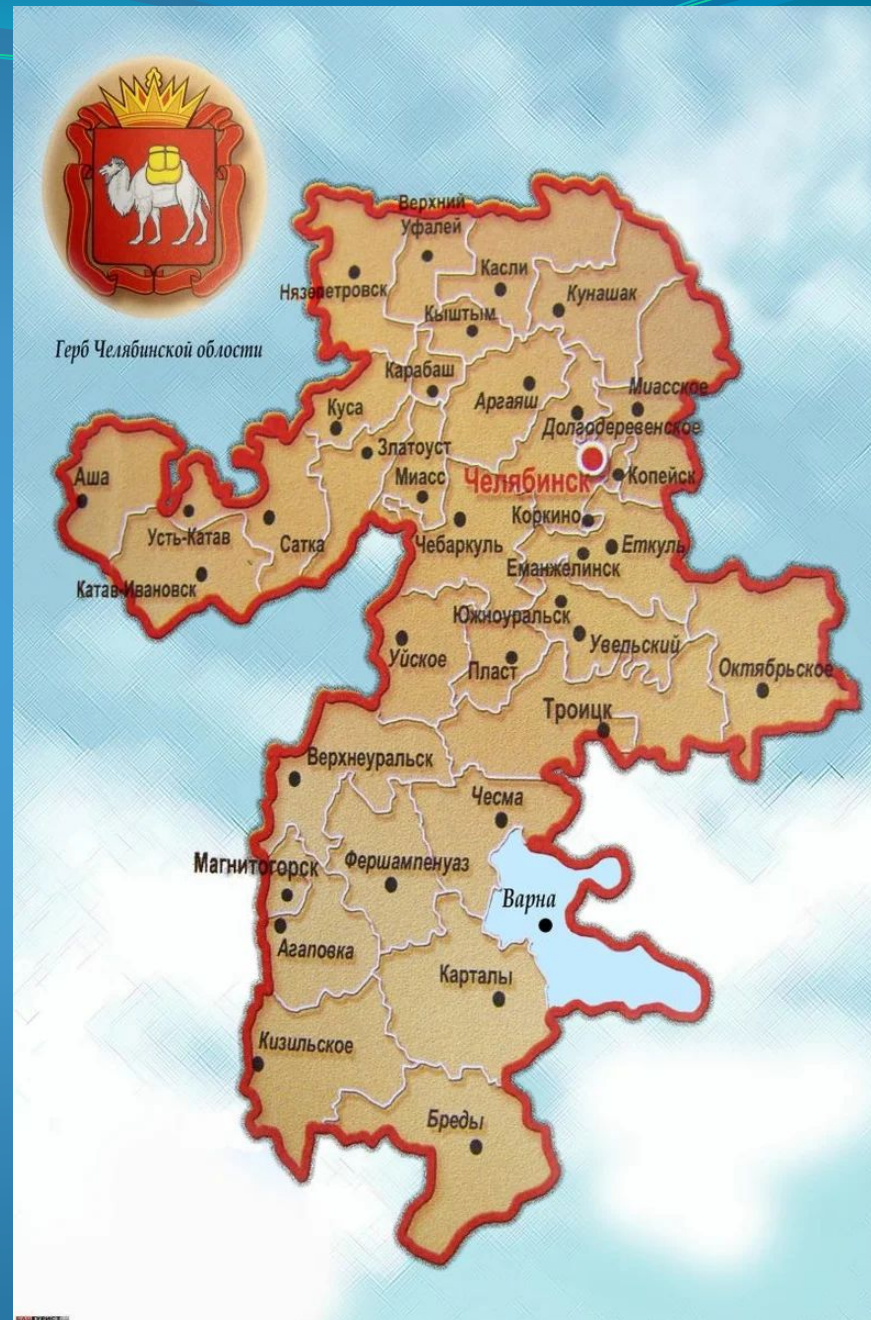 Герб Челябинской области
Верхний
Уфалей
Касли
Нязепетровск
Кунашак
Кыштым
Карабаш
Аргаяш
Миасское
Куса
Долгодеревенское
Златоуст
Аша
Миасс
Челябинск
Копейск
Усть-Катав
Сатка
Коркино
Чебаркуль
Еткуль
Еманжелинск
Катав-Ивановск
Южноуральск
Увельский
Уйское
Пласт
Октябрьское
Троицк
Верхнеуральск
Чесма
Магнитогорск
Фершампенуаз
Варна
Агаповка
Карталы
Кизильское
Бреды